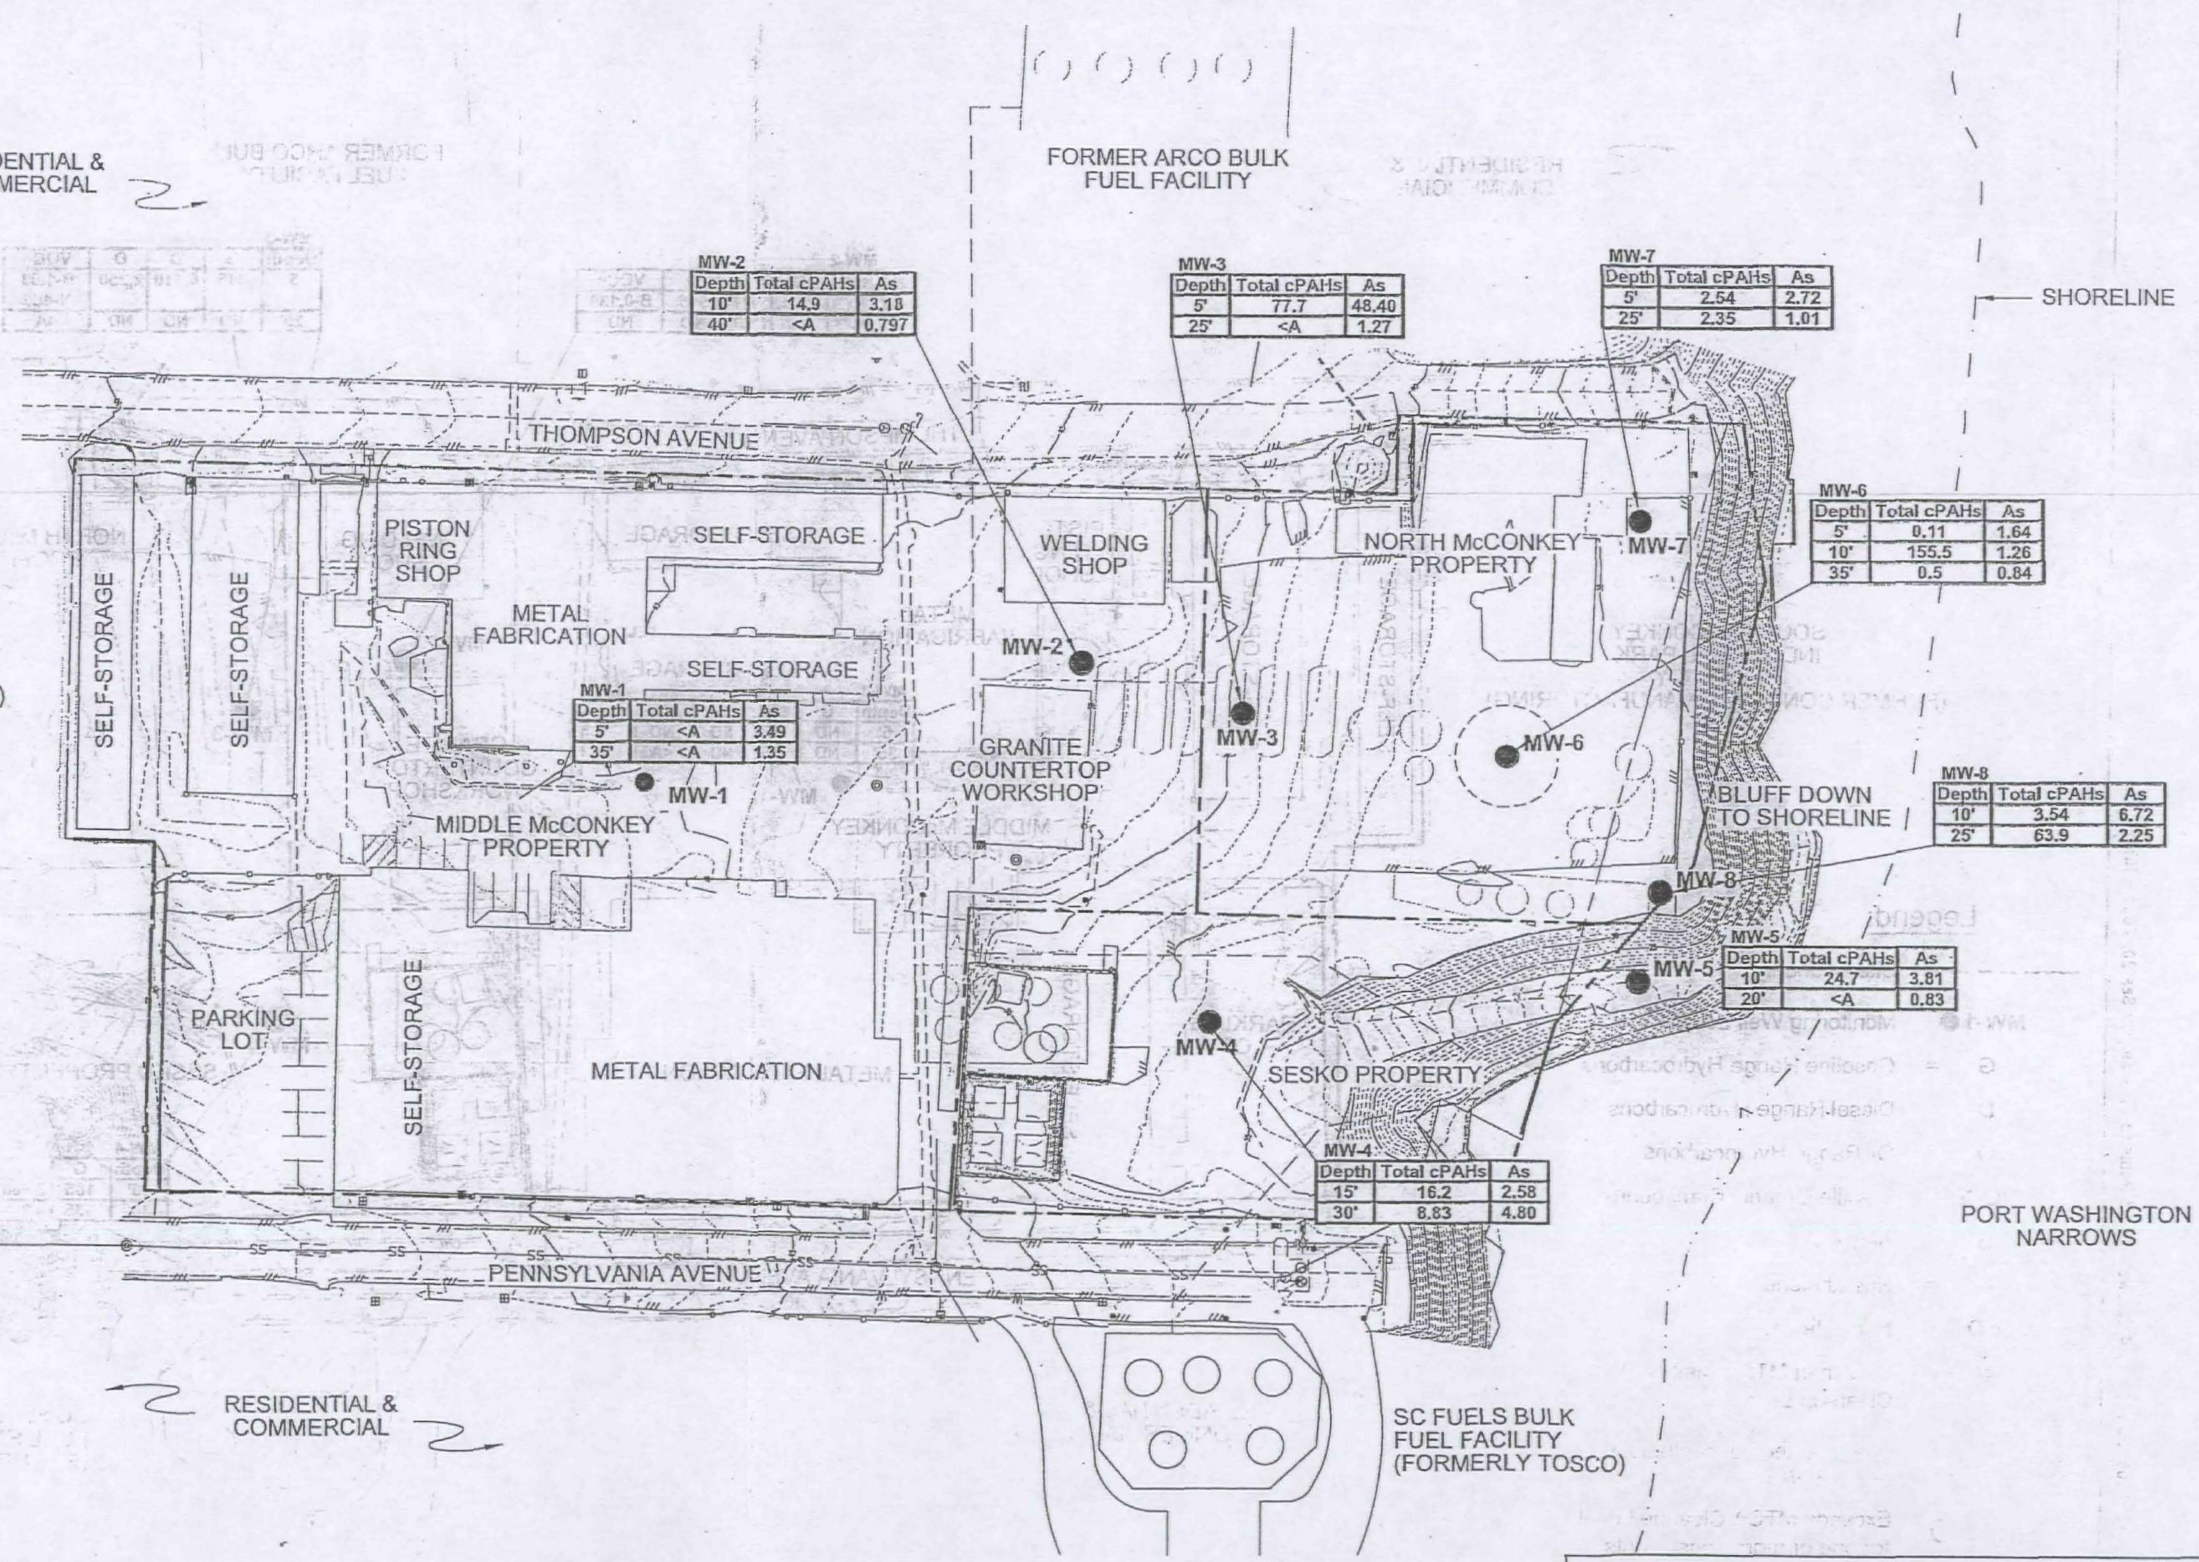 DENTIAL &
MERCIAL
FORMER ARCO BULK
FUEL FACILITY
MW-2
Depth Total cPAHs As
10' 14.9 3.18
40' <A 0.797
MW-3
Depth Total cPAHs As
5' 77.7 48.40
25' <A 1.27
MW-7
Depth Total cPAHs As
5' 2.54 2.72
25' 2.35 1.01
SHORELINE
THOMPSON AVENUE
MW-6
Depth Total cPAHs As
5' 0.11 1.64
10' 155.5 1.26
35' 0.5 0.84
PISTON
RING
SHOP
SELF-STORAGE
WELDING
SHOP
NORTH McCONKEY
PROPERTY
MW-7
SELF-STORAGE
SELF-STORAGE
METAL
FABRICATION
SELF-STORAGE
MW-2
MW-1
Depth Total cPAHs As
5' <A 3.49
35' <A 1.35
MW-3
MW-6
GRANITE
COUNTERTOP
WORKSHOP
MW-1
MIDDLE McCONKEY
PROPERTY
BLUFF DOWN
TO SHORELINE
MW-8
Depth Total cPAHs As
10' 3.54 6.72
25' 63.9 2.25
MW-8
MW-5
Depth Total cPAHs As
10' 24.7 3.81
20' <A 0.83
MW-5
PARKING
LOT
SELF-STORAGE
METAL FABRICATION
MW-4
SESKO PROPERTY
MW-4
Depth Total cPAHs As
15' 16.2 2.58
30' 8.83 4.80
PORT WASHINGTON
NARROWS
SS SS SS SS SS SS
PENNSYLVANIA AVENUE
RESIDENTIAL &
COMMERCIAL
SC FUELS BULK
FUEL FACILITY
(FORMERLY TOSCO)